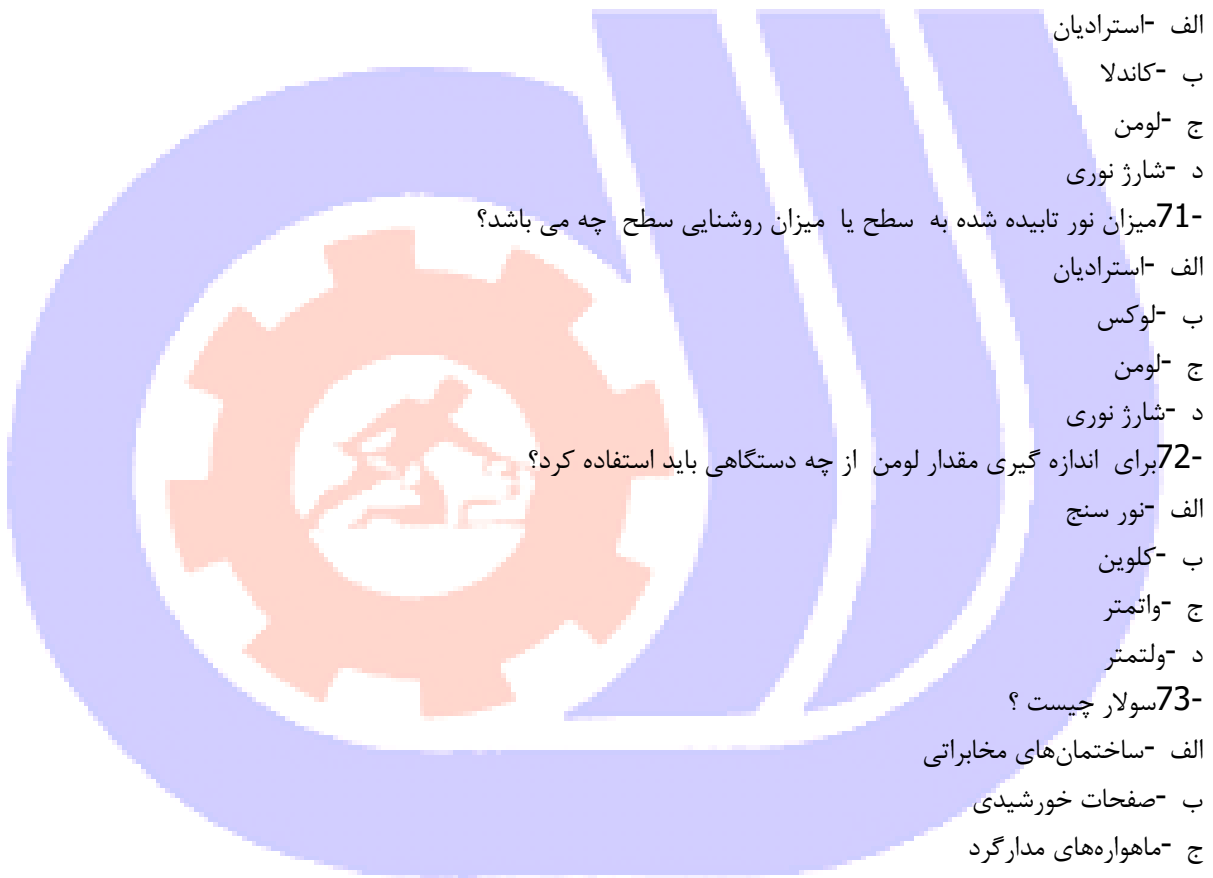 الف -استرادیان
ب -کاندلا
ج -لومن
د -شارژ نوری
-71میزان نور تابیده شده به سطح یا میزان روشنایی سطح چه می باشد؟
الف -استرادیان
ب -لوکس
ج -لومن
د -شارژ نوری
-72برای اندازه گیری مقدار لومن از چه دستگاهی باید استفاده کرد؟
الف -نور سنج
ب -کلوین
ج -واتمتر
د -ولتمتر
-73سولار چیست ؟
الف -ساختمان‌های مخابراتی
ب -صفحات خورشیدی
ج -ماهواره‌های مدارگرد